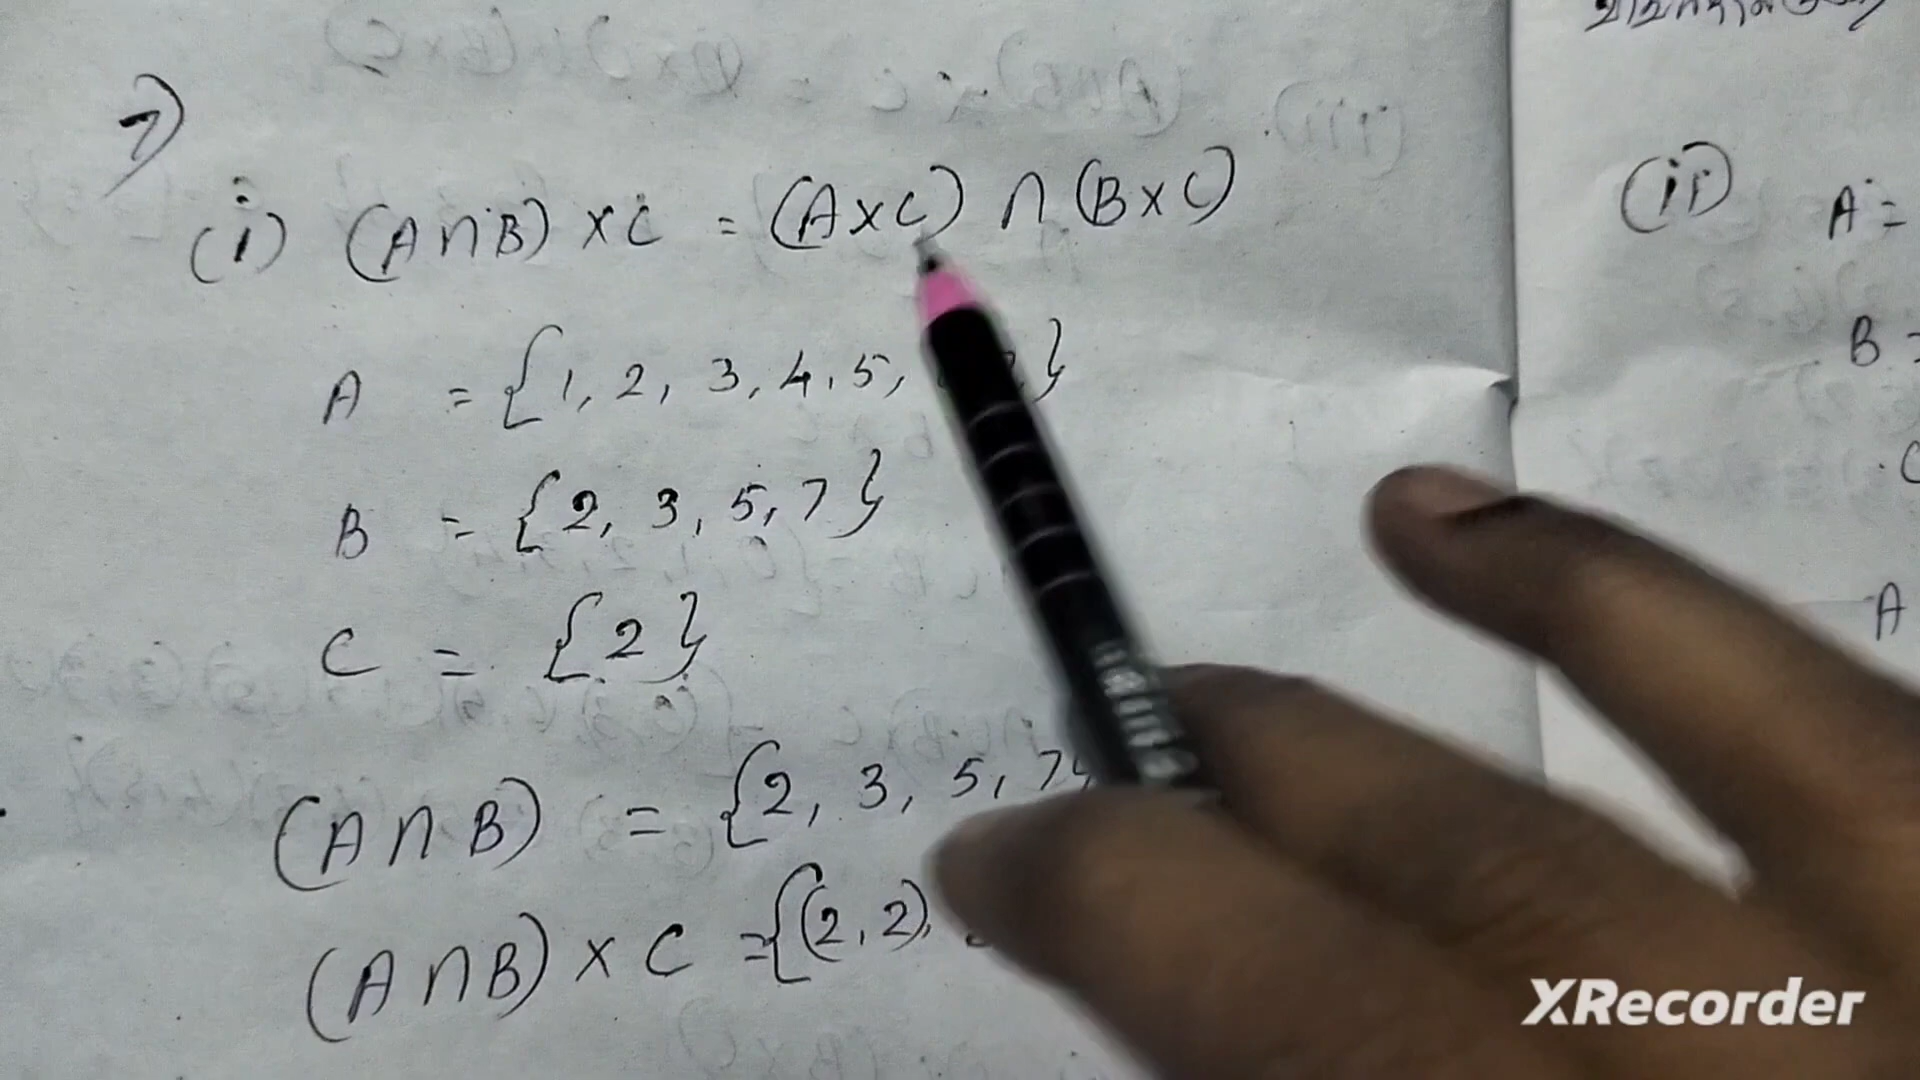 7)
(i) (A∩B) × C = (A×C) ∩ (B×C)
A = {1, 2, 3, 4, 5, }
B = {2, 3, 5, 7}
C = {2}
(A∩B) = {2, 3, 5, 7}
(A∩B) × C = {(2, 2),
(ii)
A =
B =
C
A
XRecorder